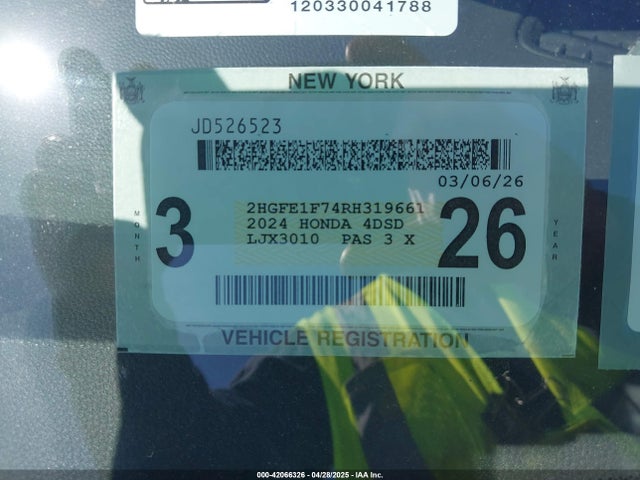 120330041788
NEW YORK
JD526523
03/06/26
MONTH
3
2HGFE1F74RH319661
2024 HONDA 4DSD
LJX3010 PAS 3 X
26
YEAR
VEHICLE REGISTRATION
000-42066326 - 04/28/2025 - IAA Inc.